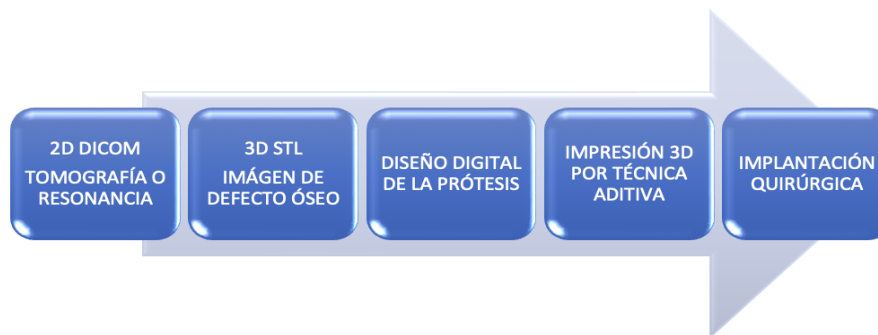 2D DICOM
TOMOGRAFÍA O
RESONANCIA
3D STL
IMÁGEN DE
DEFECTO ÓSEO
DISEÑO DIGITAL
DE LA PRÓTESIS
IMPRESIÓN 3D
POR TÉCNICA
ADITIVA
IMPLANTACIÓN
QUIRÚRGICA